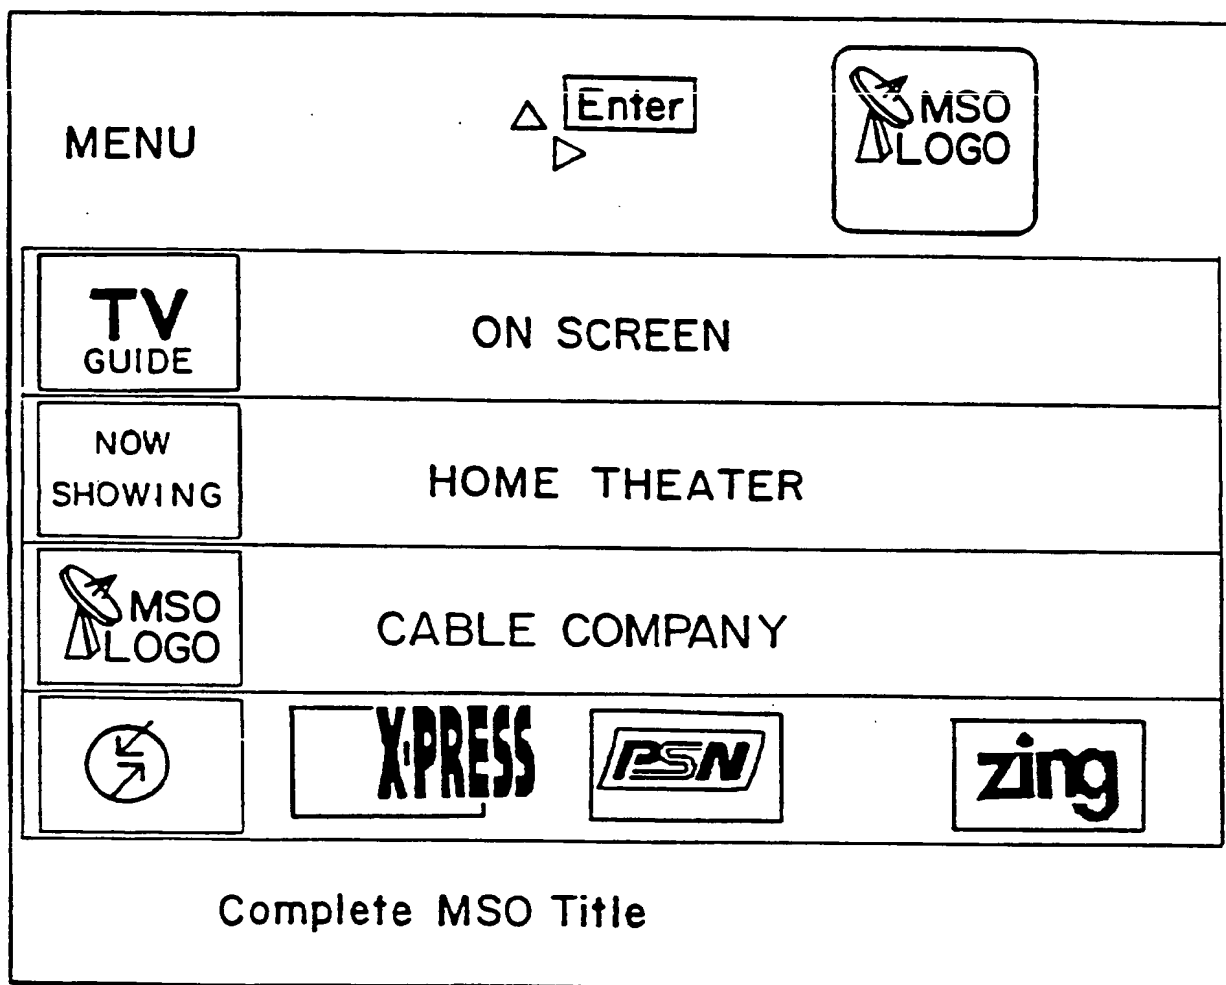 MENU
Enter
MSO
LOGO
TV
GUIDE
ON SCREEN
NOW
SHOWING
HOME THEATER
MSO
LOGO
CABLE COMPANY
X·PRESS
PSN
zing
Complete MSO Title